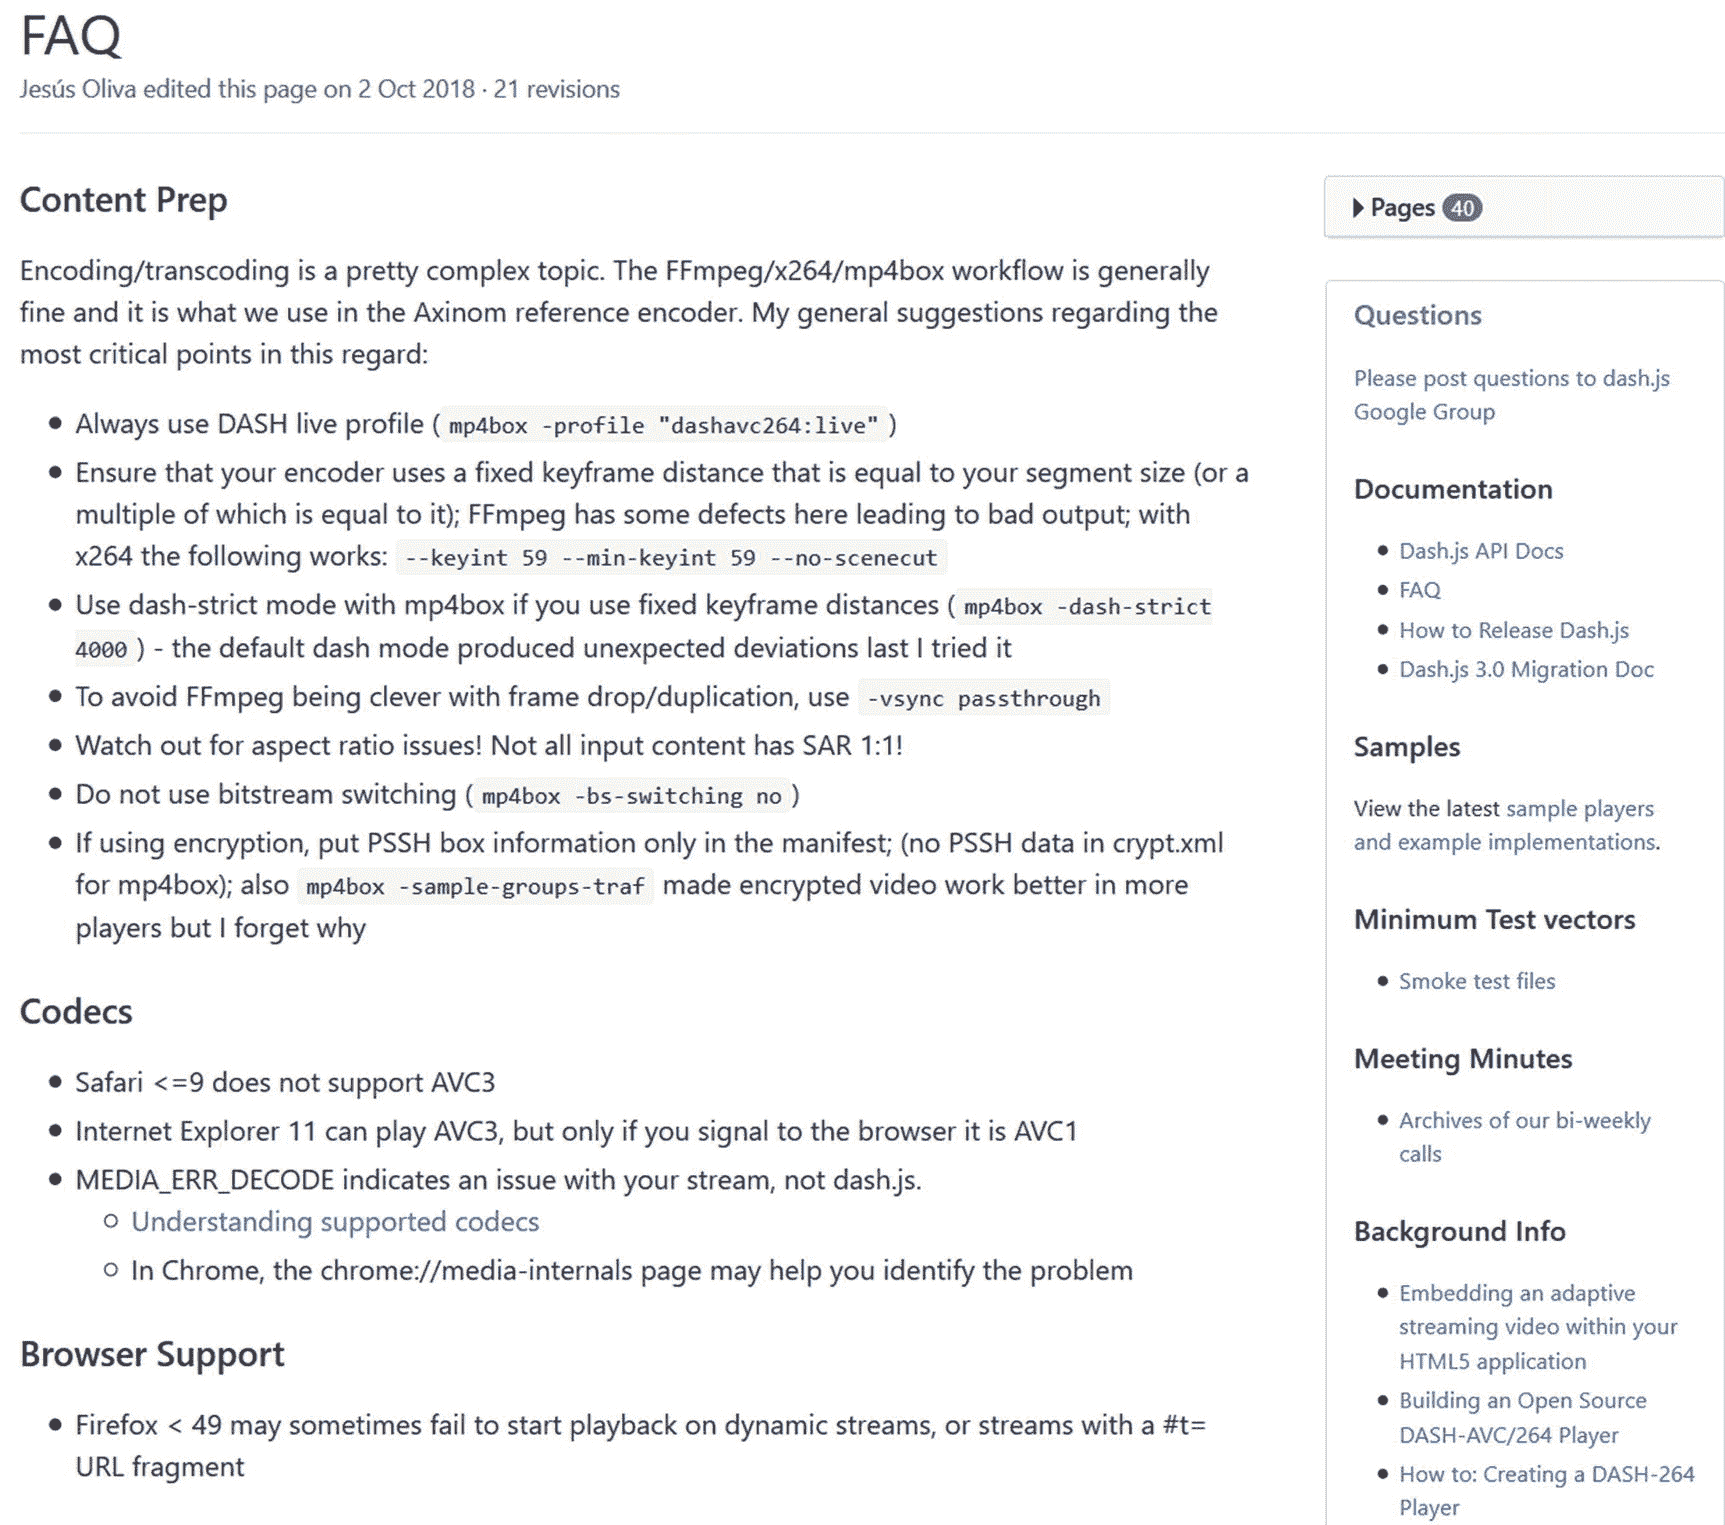 FAQ
Jesús Oliva edited this page on 2 Oct 2018 · 21 revisions
Content Prep
Encoding/transcoding is a pretty complex topic. The FFmpeg/x264/mp4box workflow is generally
fine and it is what we use in the Axinom reference encoder. My general suggestions regarding the
most critical points in this regard:
• Always use DASH live profile ( mp4box -profile "dashavc264:live" )
• Ensure that your encoder uses a fixed keyframe distance that is equal to your segment size (or a
multiple of which is equal to it); FFmpeg has some defects here leading to bad output; with
x264 the following works: --keyint 59 --min-keyint 59 --no-scenecut
• Use dash-strict mode with mp4box if you use fixed keyframe distances ( mp4box -dash-strict
4000 ) - the default dash mode produced unexpected deviations last I tried it
• To avoid FFmpeg being clever with frame drop/duplication, use -vsync passthrough
• Watch out for aspect ratio issues! Not all input content has SAR 1:1!
• Do not use bitstream switching ( mp4box -bs-switching no )
• If using encryption, put PSSH box information only in the manifest; (no PSSH data in crypt.xml
for mp4box); also mp4box -sample-groups-traf made encrypted video work better in more
players but I forget why
Codecs
• Safari <=9 does not support AVC3
• Internet Explorer 11 can play AVC3, but only if you signal to the browser it is AVC1
• MEDIA_ERR_DECODE indicates an issue with your stream, not dash.js.
○ Understanding supported codecs
○ In Chrome, the chrome://media-internals page may help you identify the problem
Browser Support
• Firefox < 49 may sometimes fail to start playback on dynamic streams, or streams with a #t=
URL fragment
Pages 40
Questions
Please post questions to dash.js
Google Group
Documentation
• Dash.js API Docs
• FAQ
• How to Release Dash.js
• Dash.js 3.0 Migration Doc
Samples
View the latest sample players
and example implementations.
Minimum Test vectors
• Smoke test files
Meeting Minutes
• Archives of our bi-weekly
calls
Background Info
• Embedding an adaptive
streaming video within your
HTML5 application
• Building an Open Source
DASH-AVC/264 Player
• How to: Creating a DASH-264
Player